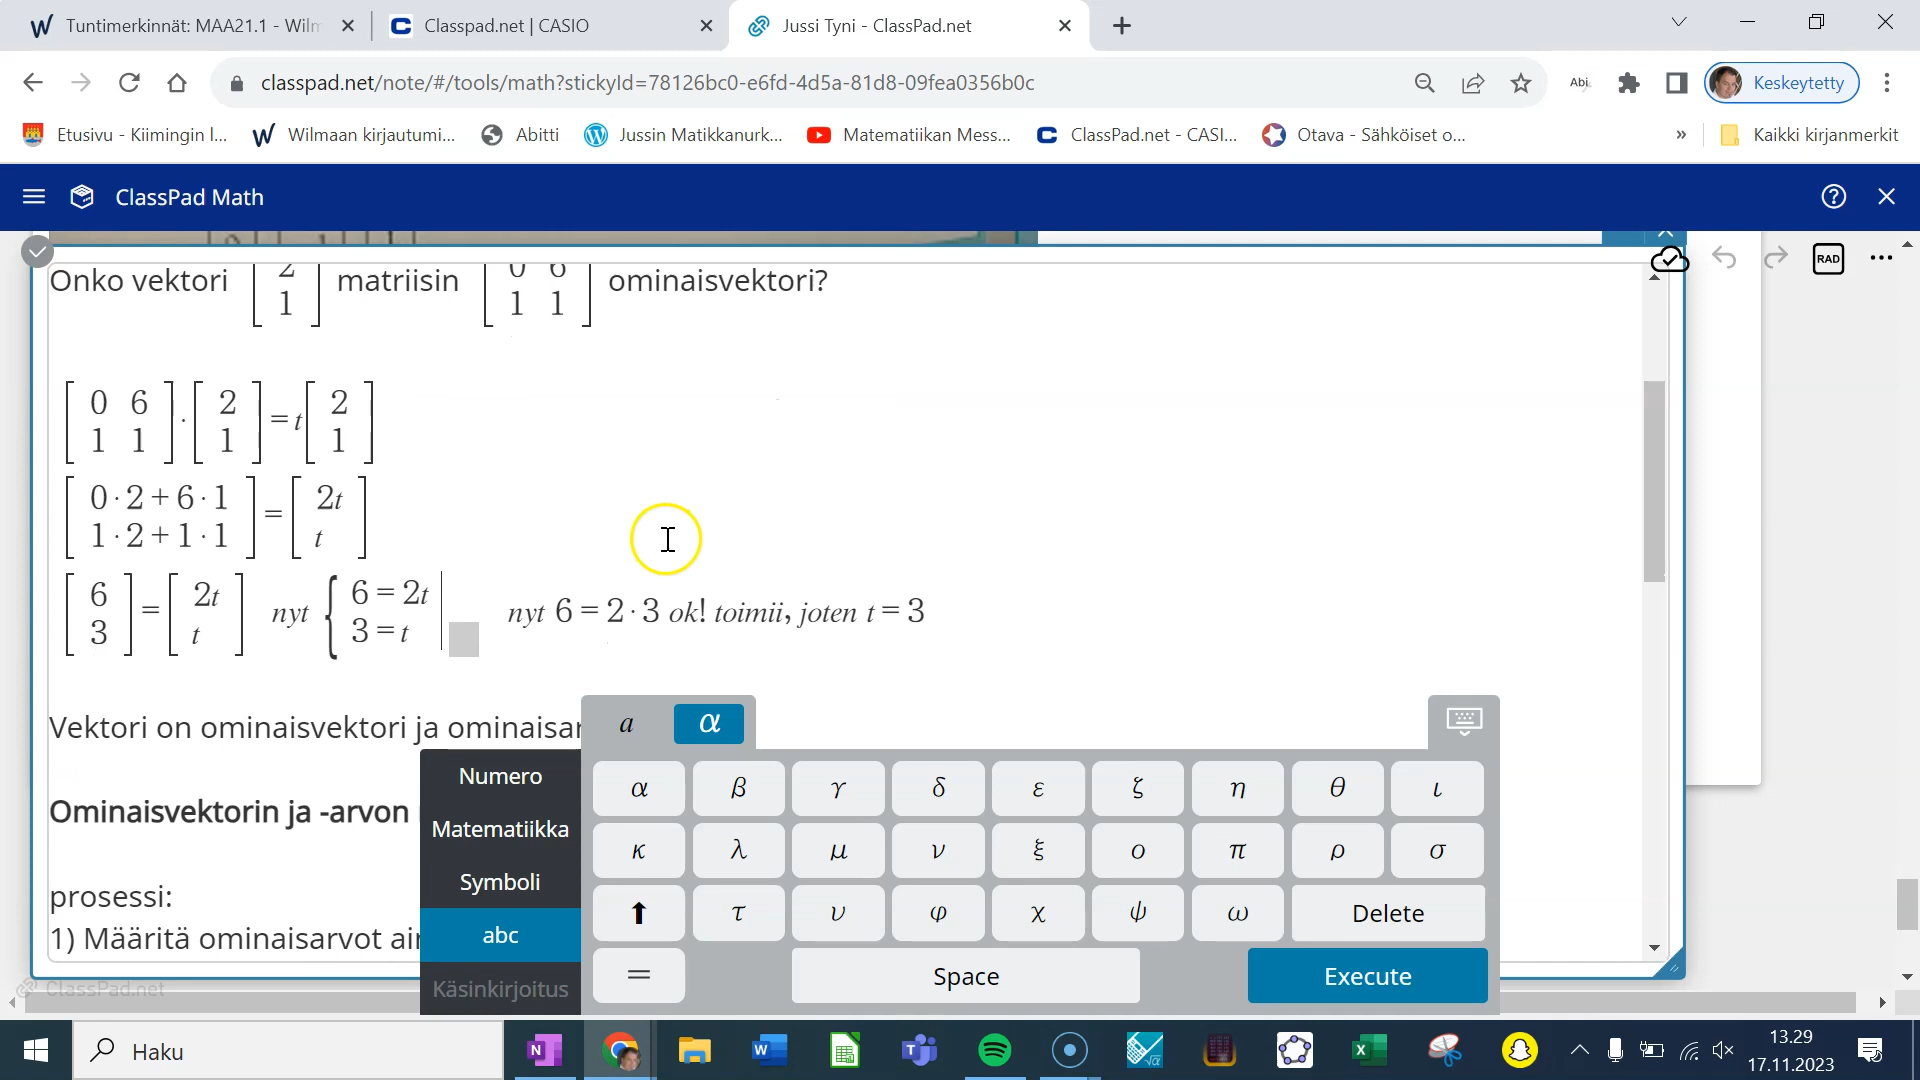 Tuntimerkinnät: MAA21.1 - Wilm
Classpad.net | CASIO
Jussi Tyni - ClassPad.net
classpad.net/note/#/tools/math?stickyId=78126bc0-e6fd-4d5a-81d8-09fea0356b0c
Keskeytetty
Etusivu - Kiimingin l...
Wilmaan kirjautumi...
Abitti
Jussin Matikkanurk...
Matematiikan Mess...
ClassPad.net - CASI...
Otava - Sähköiset o...
Kaikki kirjanmerkit
ClassPad Math
RAD
Onko vektori [2 1] matriisin [0 6 1 1] ominaisvektori?
[0 6 1 1] · [2 1] = t [2 1]
[0·2+6·1 1·2+1·1] = [2t t]
[6 3] = [2t t] nyt { 6=2t 3=t nyt 6=2·3 ok! toimii, joten t=3
Vektori on ominaisvektori ja
Ominaisvektorin ja -arvon
prosessi:
1) Määritä ominaisarvot
ClassPad.net
a α
Numero
Matematiikka
Symboli
abc
Käsinkirjoitus
α β γ δ ε ζ η θ ι
κ λ μ ν ξ ο π ρ σ
⬆ τ υ φ χ ψ ω Delete
= Space Execute
Haku
13.29
17.11.2023